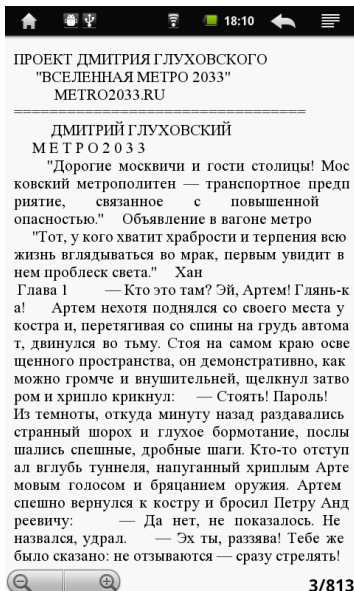 18:10
ПРОЕКТ ДМИТРИЯ ГЛУХОВСКОГО
"ВСЕЛЕННАЯ МЕТРО 2033"
METRO2033.RU
==================================
ДМИТРИЙ ГЛУХОВСКИЙ
М Е Т Р О 2 0 3 3
"Дорогие москвичи и гости столицы! Мос
ковский метрополитен — транспортное предп
риятие, связанное с повышенной
опасностью." Объявление в вагоне метро
"Тот, у кого хватит храбрости и терпения всю
жизнь вглядываться во мрак, первым увидит в
нем проблеск света." Хан
Глава 1 — Кто это там? Эй, Артем! Глянь-к
а! Артем нехотя поднялся со своего места у
костра и, перетягивая со спины на грудь автома
т, двинулся во тьму. Стоя на самом краю осве
щенного пространства, он демонстративно, как
можно громче и внушительней, щелкнул затво
ром и хрипло крикнул: — Стоять! Пароль!
Из темноты, откуда минуту назад раздавались
странный шорох и глухое бормотание, послы
шались спешные, дробные шаги. Кто-то отступ
ал вглубь туннеля, напуганный хриплым Арте
мовым голосом и бряцанием оружия. Артем
спешно вернулся к костру и бросил Петру Анд
реевичу: — Да нет, не показалось. Не
назвался, удрал. — Эх ты, раззява! Тебе же
было сказано: не отзываются — сразу стрелять!
3/813